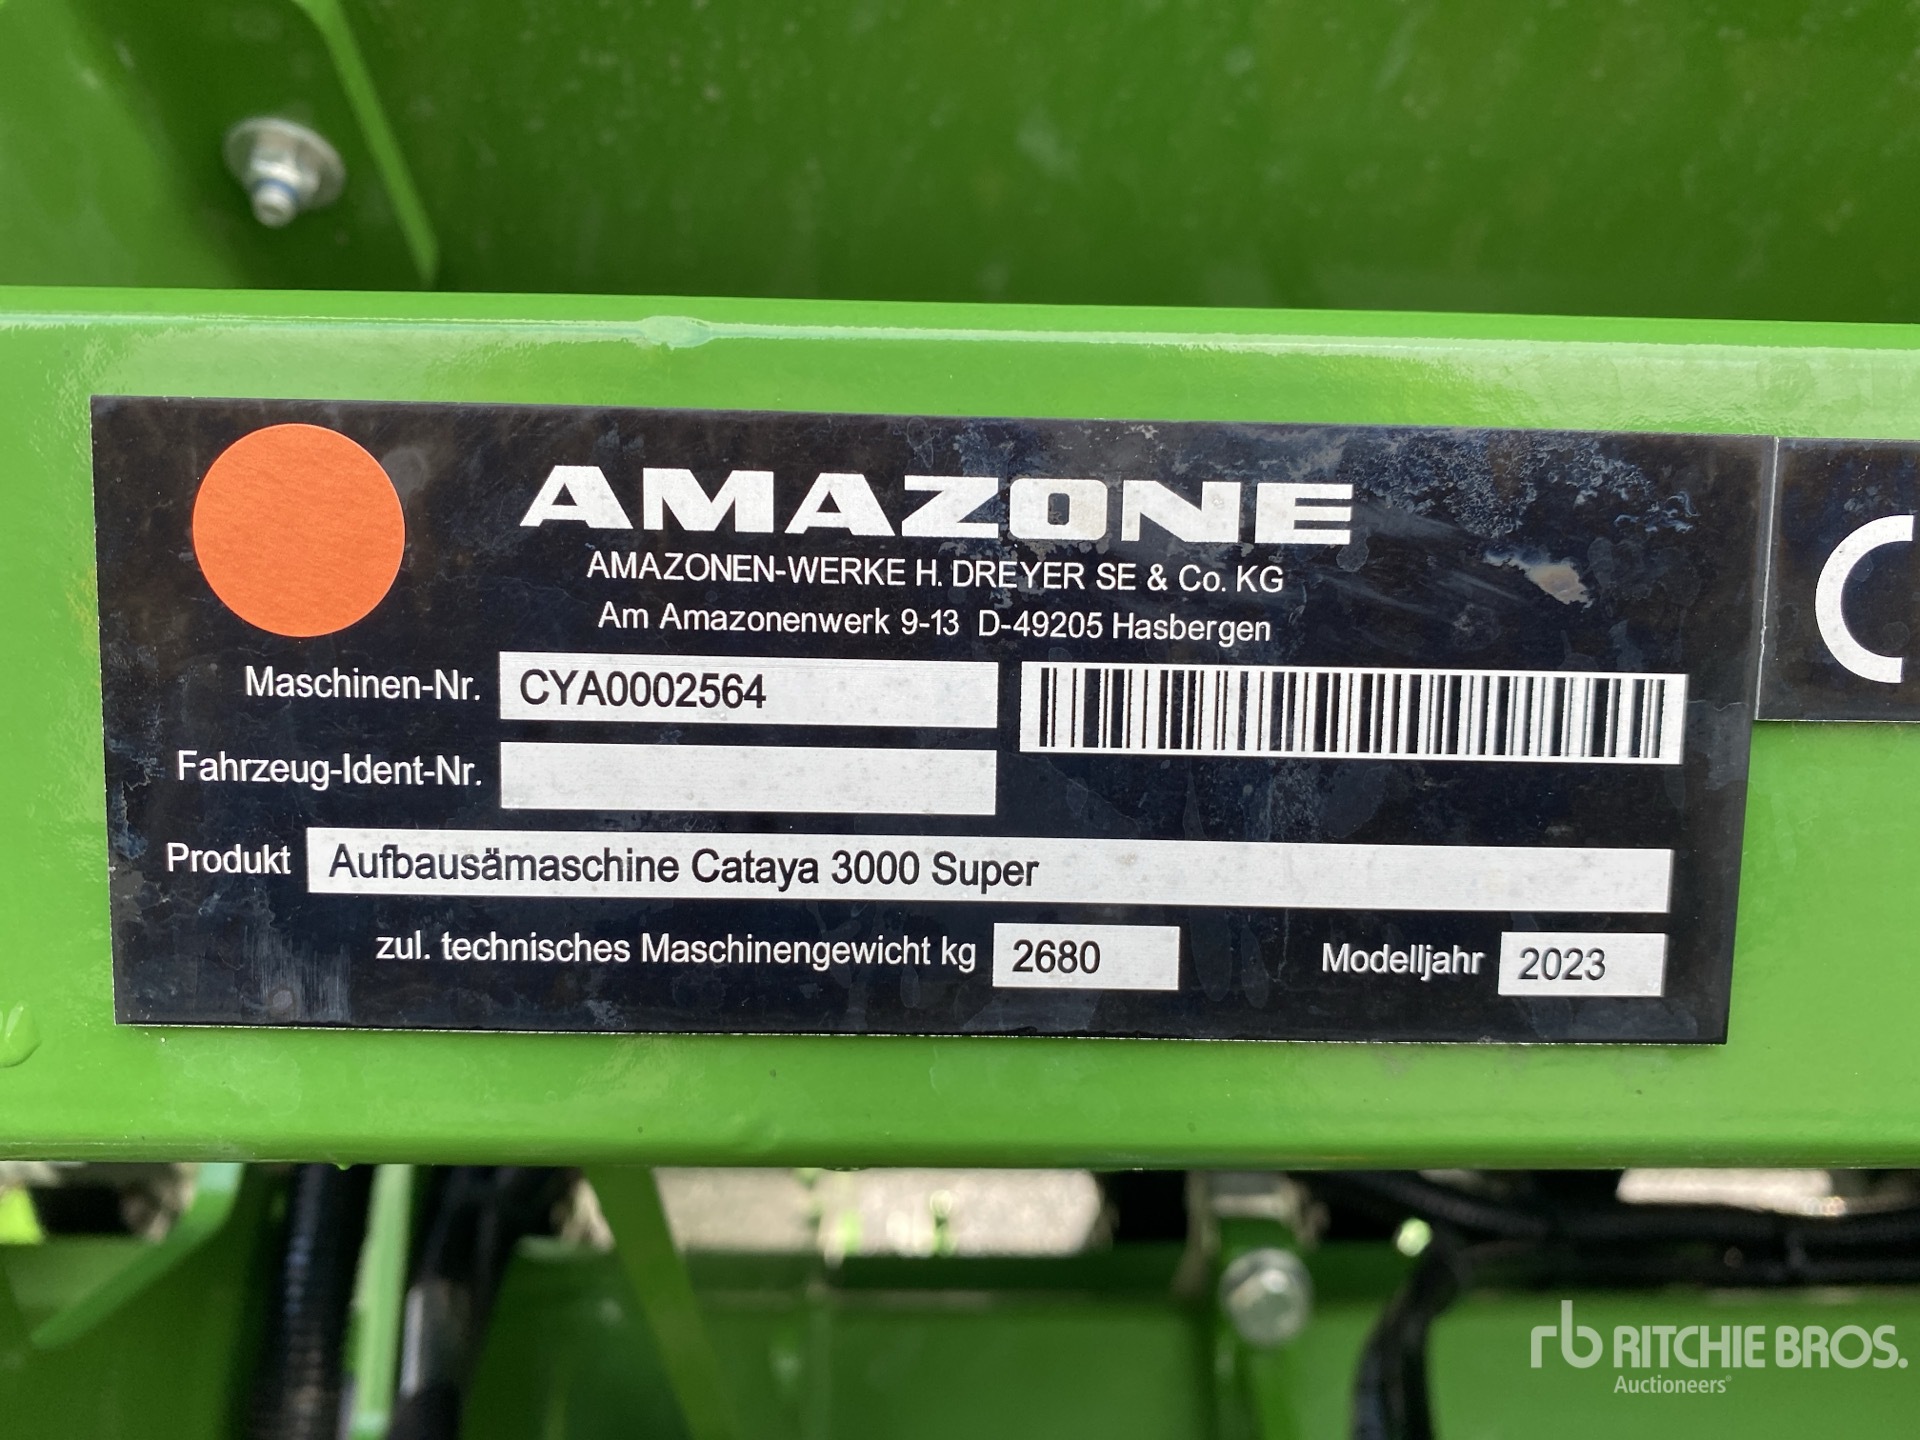 AMAZONE
AMAZONEN-WERKE H. DREYER SE & Co. KG
Am Amazonenwerk 9-13 D-49205 Hasbergen
Maschinen-Nr. CYA0002564
Fahrzeug-Ident-Nr.
Produkt Aufbausämaschine Cataya 3000 Super
zul. technisches Maschinengewicht kg 2680 Modelljahr 2023
rb RITCHIE BROS.
Auctioneers